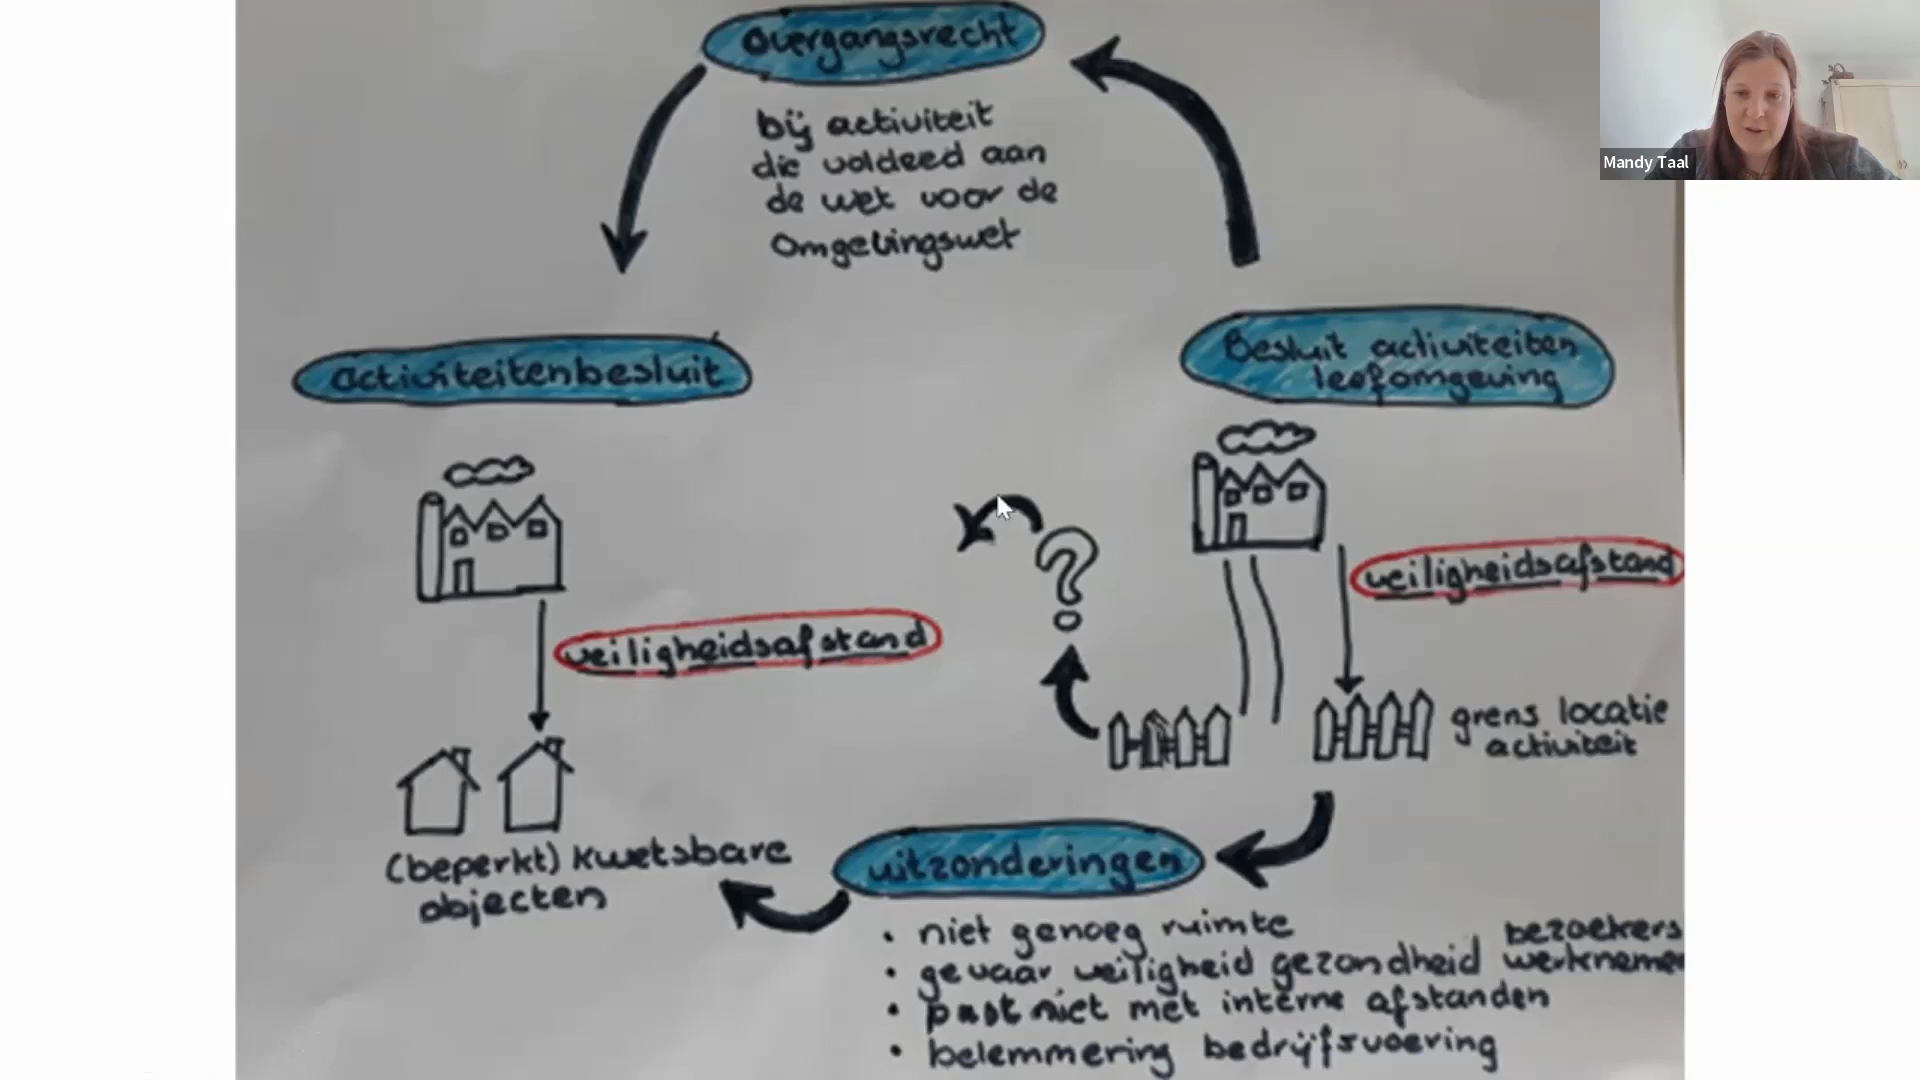 Overgangsrecht
bij activiteit
die voldeed aan
de wet voor de
Omgevingswet
Mandy Taal
activiteitenbesluit
Besluit activiteiten
leefomgeving
veiligheidsafstand
veiligheidsafstand
?
grens locatie
activiteit
(beperkt) kwetsbare
objecten
uitzonderingen
• niet genoeg ruimte
• gevaar veiligheid gezondheid bezoekers
werkneme
• past niet met interne afstanden
• belemmering bedrijfsvoering